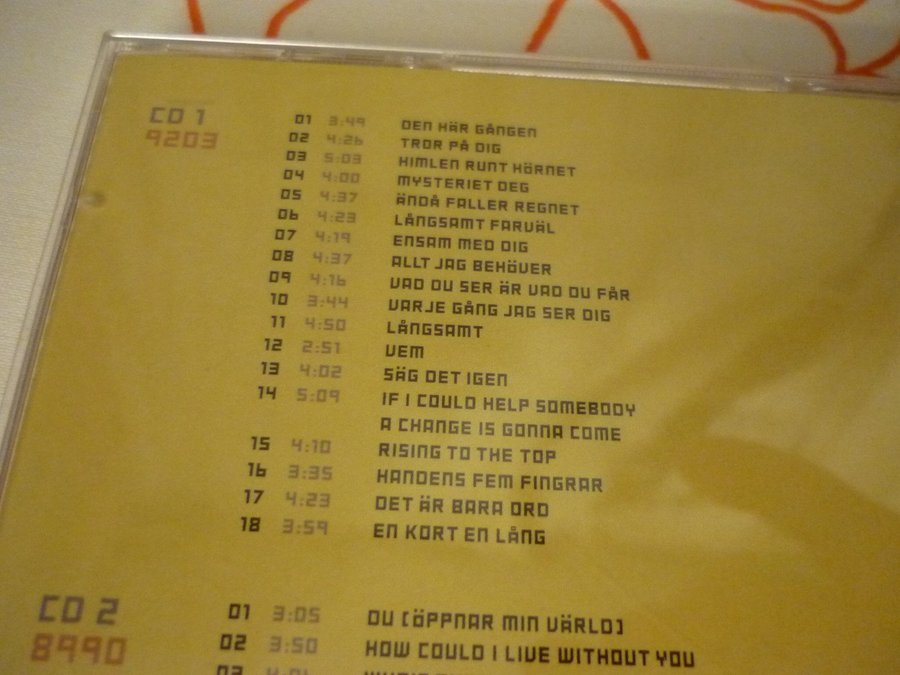 CD 1
9203
01 3:49 DEN HÄR GÅNGEN
02 4:26 TROR PÅ DIG
03 5:03 HIMLEN RUNT HÖRNET
04 4:00 MYSTERIET DEG
05 4:37 ÄNDÅ FALLER REGNET
06 4:23 LÅNGSAMT FARVÄL
07 4:19 ENSAM MED DIG
08 4:37 ALLT JAG BEHÖVER
09 4:16 VAD DU SER ÄR VAD DU FÅR
10 3:44 VARJE GÅNG JAG SER DIG
11 4:50 LÅNGSAMT
12 2:51 VEM
13 4:02 SÄG DET IGEN
14 5:09 IF I COULD HELP SOMEBODY
A CHANGE IS GONNA COME
15 4:10 RISING TO THE TOP
16 3:35 HANDENS FEM FINGRAR
17 4:23 DET ÄR BARA ORD
18 3:59 EN KORT EN LÅNG
CD 2
8990
01 3:05 DU [ÖPPNAR MIN VÄRLD]
02 3:50 HOW COULD I LIVE WITHOUT YOU
03